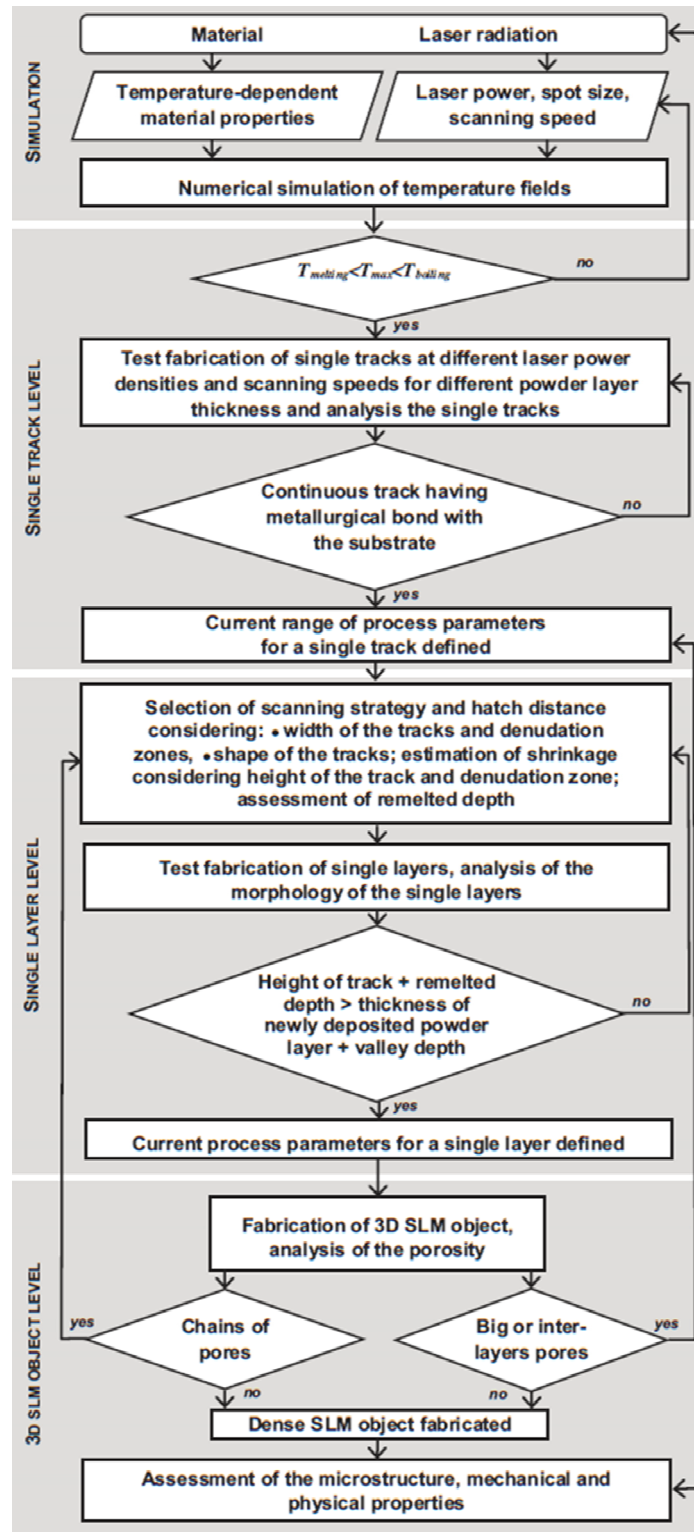 SIMULATION
Material
Laser radiation
Temperature-dependent
material properties
Laser power, spot size,
scanning speed
Numerical simulation of temperature fields
SINGLE TRACK LEVEL
Tmelting<Tmax<Tboiling
no
yes
Test fabrication of single tracks at different laser power
densities and scanning speeds for different powder layer
thickness and analysis the single tracks
Continuous track having
metallurgical bond with
the substrate
no
yes
Current range of process parameters
for a single track defined
SINGLE LAYER LEVEL
Selection of scanning strategy and hatch distance
considering: • width of the tracks and denudation
zones, • shape of the tracks; estimation of shrinkage
considering height of the track and denudation zone;
assessment of remelted depth
Test fabrication of single layers, analysis of the
morphology of the single layers
Height of track + remelted
depth > thickness of
newly deposited powder
layer + valley depth
no
yes
Current process parameters for a single layer defined
3D SLM OBJECT LEVEL
Fabrication of 3D SLM object,
analysis of the porosity
yes
Chains of
pores
no
Big or inter-
layers pores
yes
no
Dense SLM object fabricated
Assessment of the microstructure, mechanical and
physical properties